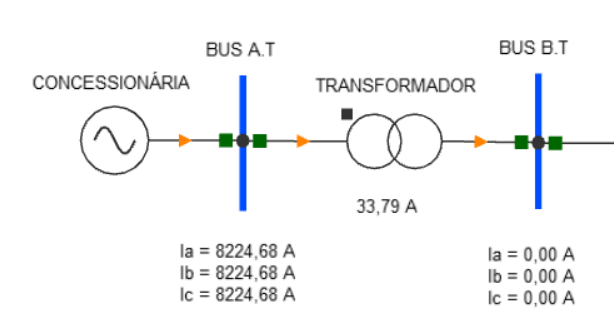 BUS A.T
BUS B.T
CONCESSIONÁRIA
TRANSFORMADOR
33,79 A
Ia = 8224,68 A
Ib = 8224,68 A
Ic = 8224,68 A
Ia = 0,00 A
Ib = 0,00 A
Ic = 0,00 A